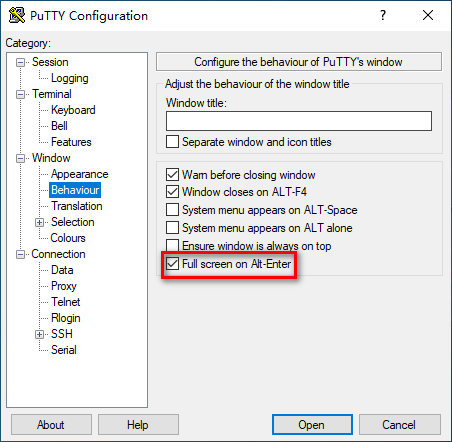 PuTTY Configuration
?
Category:
Session
Logging
Terminal
Keyboard
Bell
Features
Window
Appearance
Behaviour
Translation
Selection
Colours
Connection
Data
Proxy
Telnet
Rlogin
SSH
Serial
Configure the behaviour of PuTTY's window
Adjust the behaviour of the window title
Window title:
Separate window and icon titles
Warn before closing window
Window closes on ALT-F4
System menu appears on ALT-Space
System menu appears on ALT alone
Ensure window is always on top
Full screen on Alt-Enter
About
Help
Open
Cancel